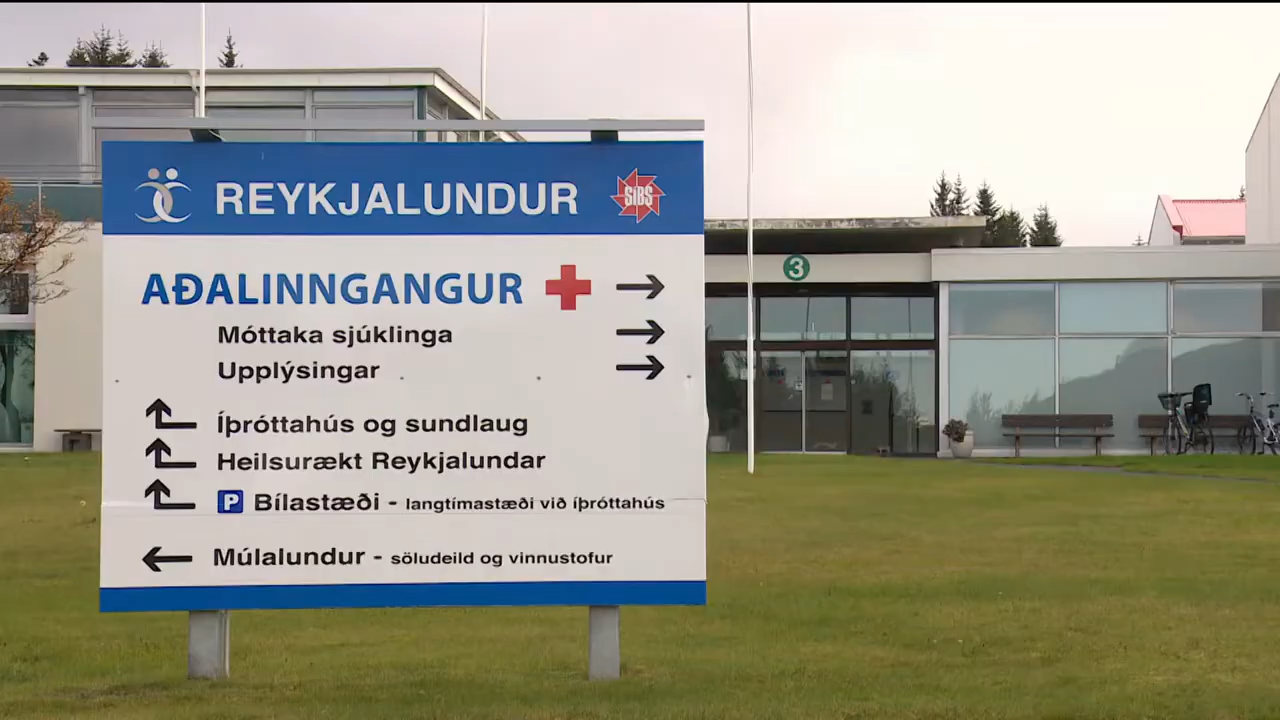 REYKJALUNDUR
SÍBS
AÐALINNGANGUR
Móttaka sjúklinga
Upplýsingar
Íþróttahús og sundlaug
Heilsurækt Reykjalundar
P Bílastæði - langtímastæði við íþróttahús
Múlalundur - söludeild og vinnustofur
3